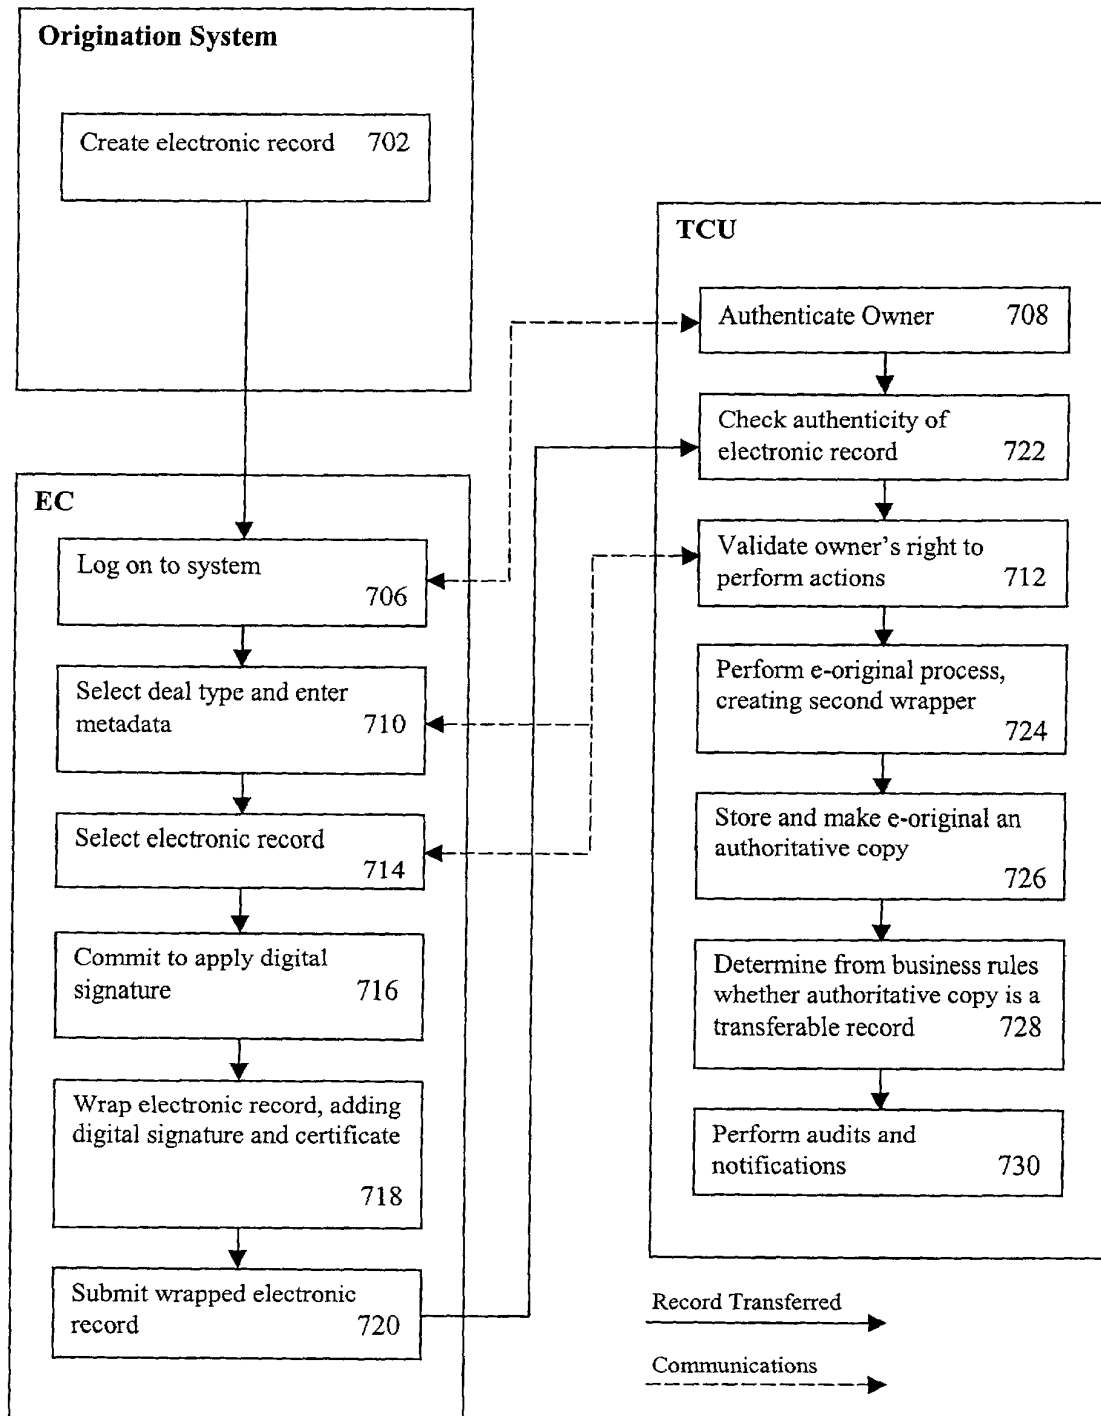 Origination System
Create electronic record 702
EC
Log on to system
706
Select deal type and enter
metadata 710
Select electronic record
714
Commit to apply digital
signature 716
Wrap electronic record, adding
digital signature and certificate
718
Submit wrapped electronic
record 720
TCU
Authenticate Owner 708
Check authenticity of
electronic record 722
Validate owner's right to
perform actions 712
Perform e-original process,
creating second wrapper
724
Store and make e-original an
authoritative copy
726
Determine from business rules
whether authoritative copy is a
transferable record 728
Perform audits and
notifications 730
Record Transferred
Communications